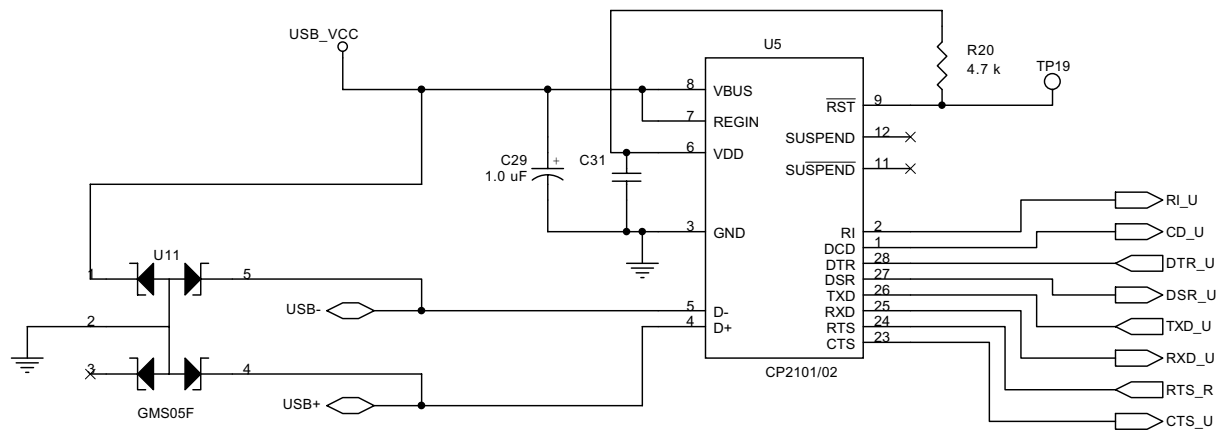 USB_VCC
U5
R20
4.7 k
TP19
8 VBUS
RST 9
7 REGIN
SUSPEND 12
6 VDD
C29
1.0 uF
+
C31
SUSPEND 11
RI_U
3 GND
RI 2
DCD 1
CD_U
U11
DTR 28
DTR_U
1
5
DSR 27
DSR_U
TXD 26
USB-
5 D-
RXD 25
2
4 D+
RTS 24
TXD_U
CTS 23
RXD_U
3
4
CP2101/02
RTS_R
GMS05F
USB+
CTS_U